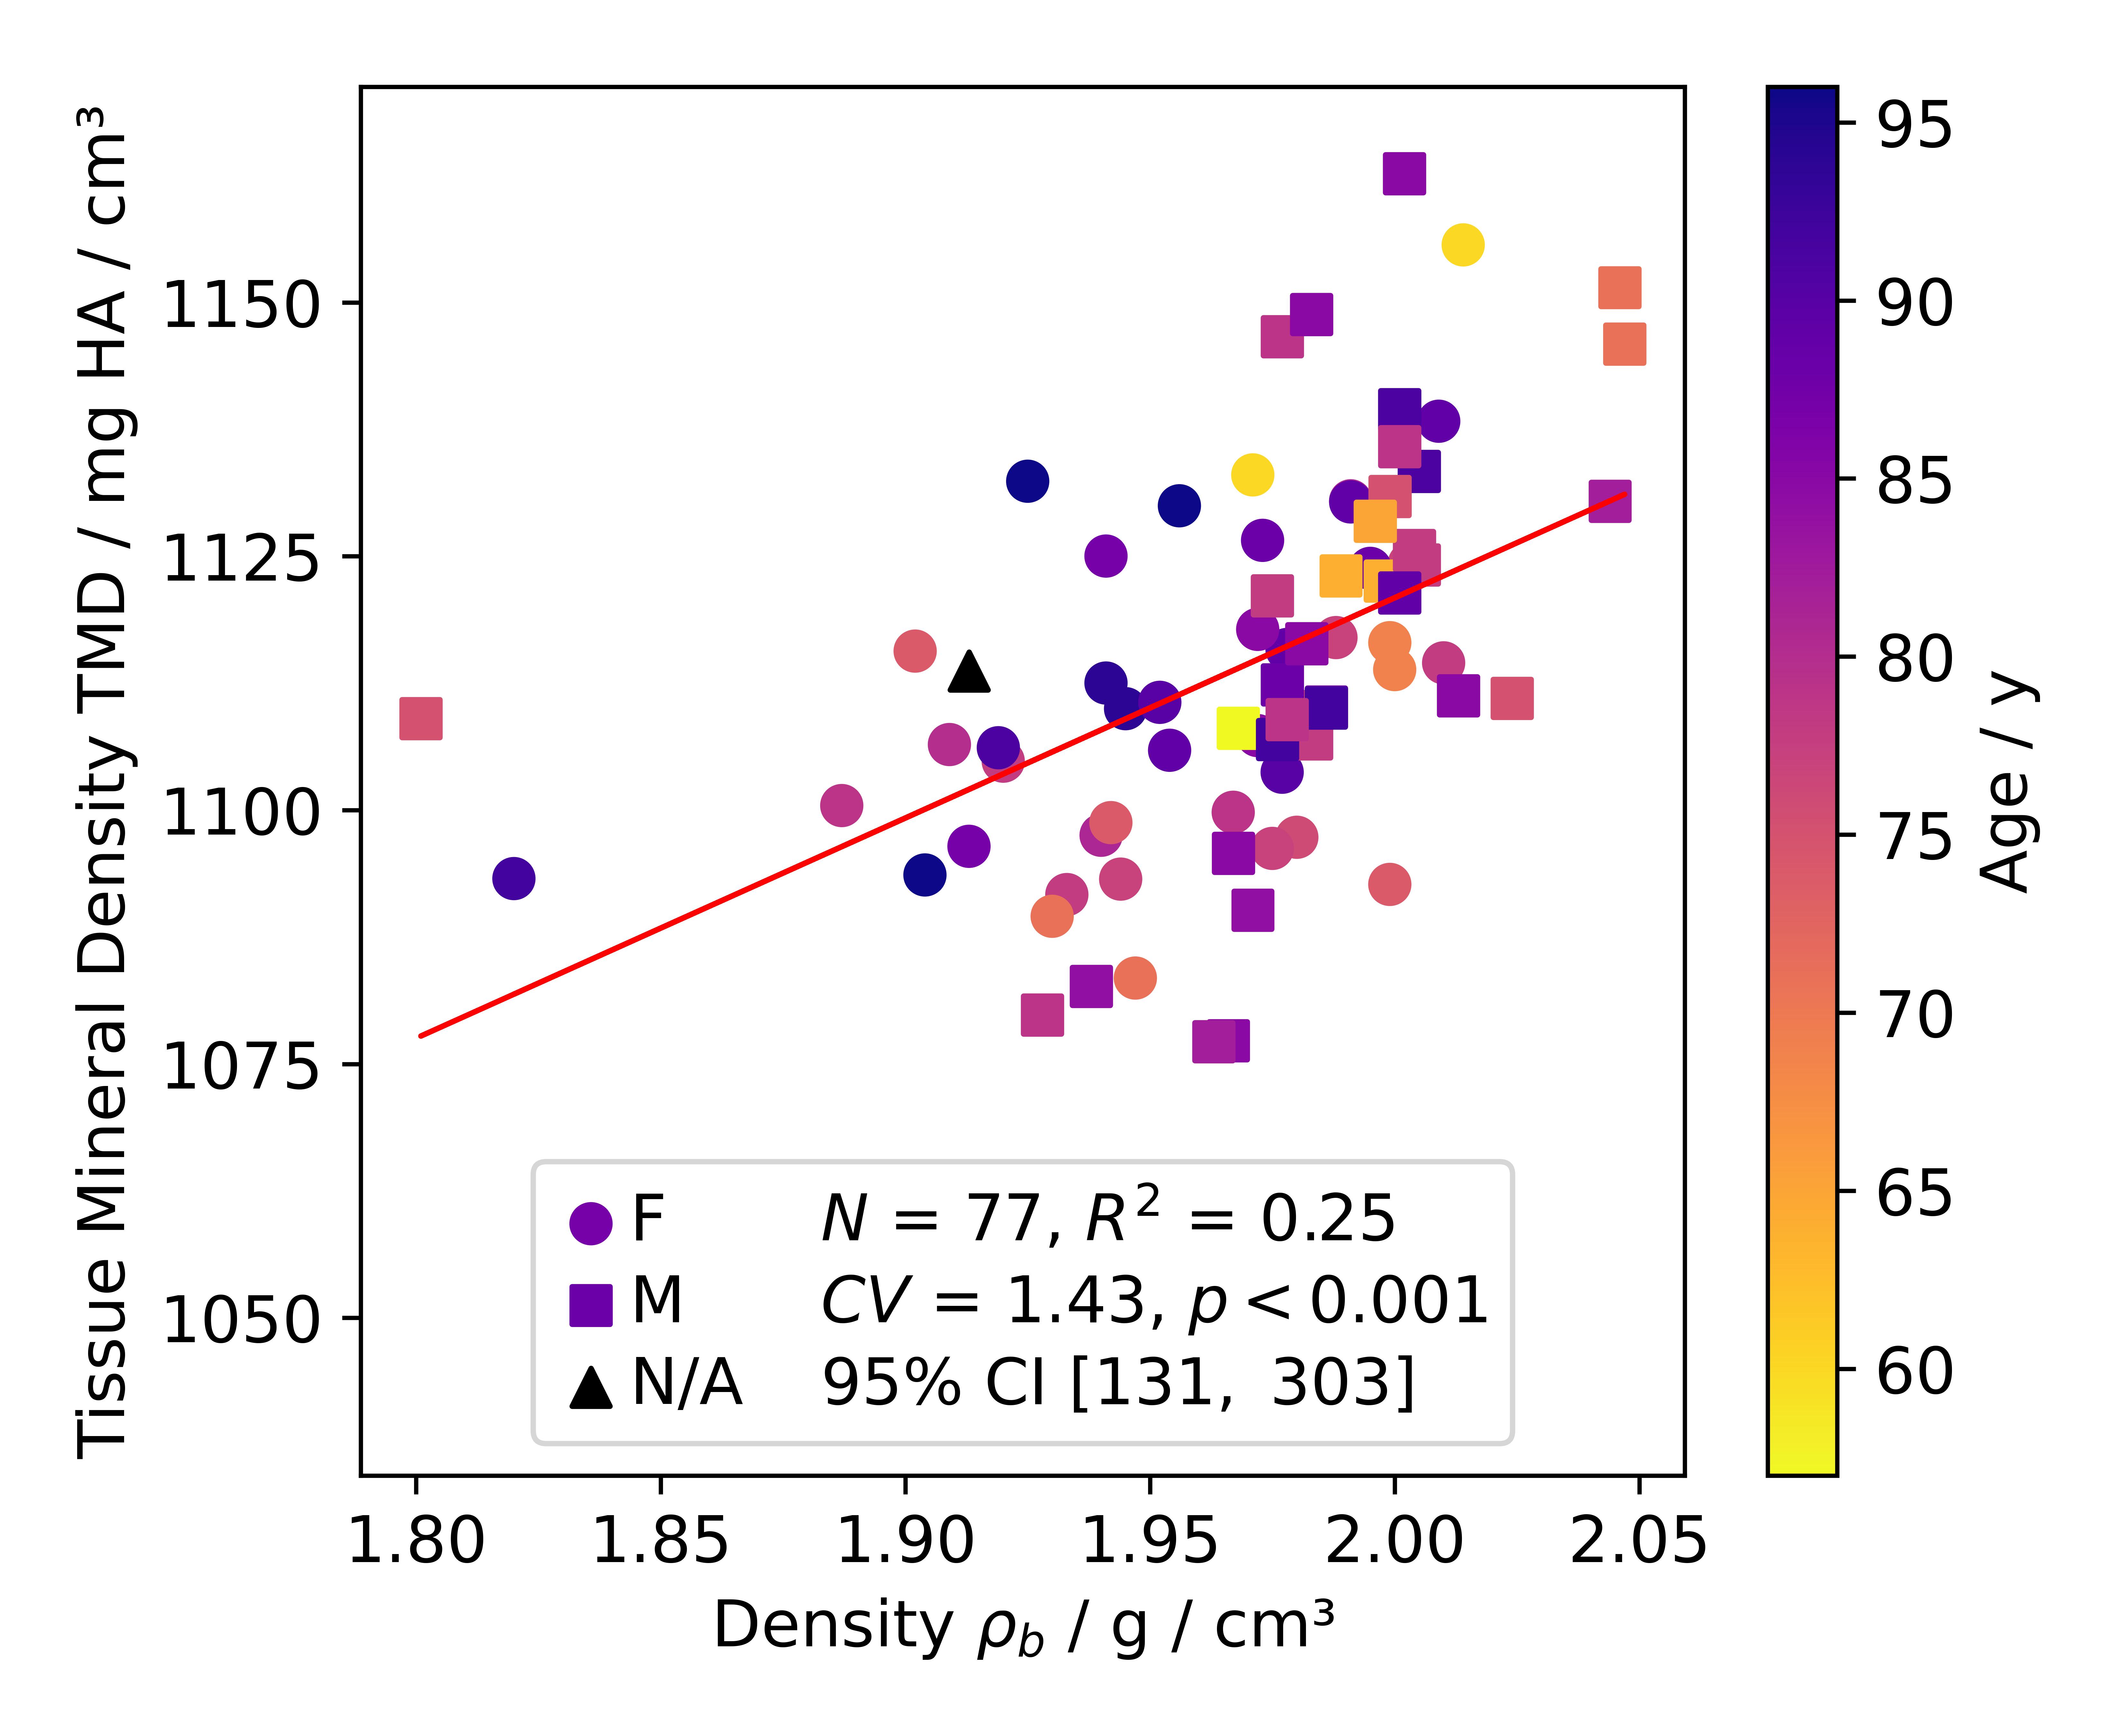 Tissue Mineral Density TMD / mg HA / cm³
1150
1125
1100
1075
1050
F
M
N/A
N = 77, R² = 0.25
CV = 1.43, p < 0.001
95% CI [131, 303]
1.80 1.85 1.90 1.95 2.00 2.05
Density ρ_b / g / cm³
95
90
85
80
75
70
65
60
Age / y